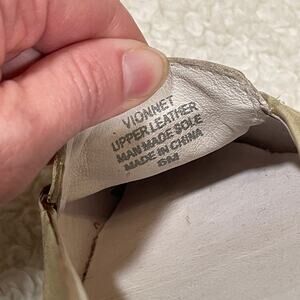 VIONNET
UPPER LEATHER
MAN MADE SOLE
MADE IN CHINA
6M